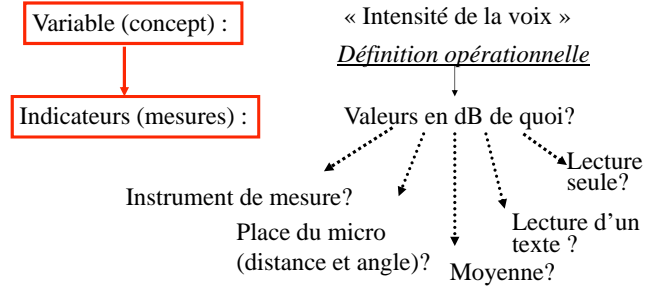 Variable (concept) :
« Intensité de la voix »
Définition opérationnelle
Indicateurs (mesures) :
Valeurs en dB de quoi?
Lecture
seule?
Instrument de mesure?
Lecture d’un
texte ?
Place du micro
(distance et angle)?
Moyenne?